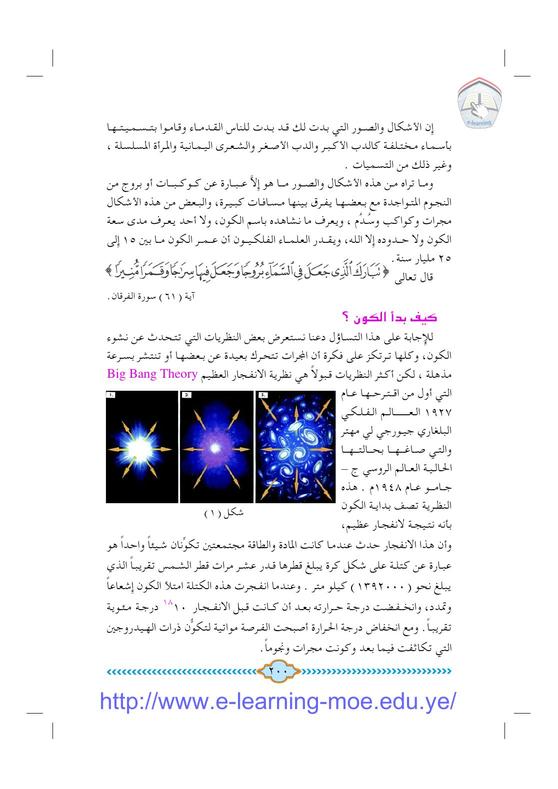 e-learning
إن الأشكال والصور التي بدت لك قد بدت للناس القدماء وقاموا بتسميتها
بأسماء مختلفة كالدب الأكبر والدب الأصغر والشعرى اليمانية والمرأة المسلسلة ،
وغير ذلك من التسميات .
وما تراه من هذه الأشكال والصور ما هو إلاَّ عبارة عن كوكبات أو بروج من
النجوم المتواجدة مع بعضها يفرق بينها مسافات كبيرة، والبعض من هذه الأشكال
مجرات وكواكب وسُدُم ، ويعرف ما نشاهده باسم الكون، ولا أحد يعرف مدى سعة
الكون ولا حدوده إلا الله، ويقدر العلماء الفلكيون أن عمر الكون ما بين ١٥ إلى
٢٥ مليار سنة .
قال تعالى ﴿ نَبَارَكَ ٱلَّذِى جَعَلَ فِى ٱلسَّمَآءِ بُرُوجًا وَجَعَلَ فِيهَا سِرَٰجًا وَقَمَرًا مُّنِيرًا ﴾
آية ( ٦١ ) سورة الفرقان .
كيف بدأ الكون ؟
للإجابة على هذا التساؤل دعنا نستعرض بعض النظريات التي تتحدث عن نشوء
الكون، وكلها ترتكز على فكرة أن المجرات تتحرك بعيدة عن بعضها أو تنتشر بسرعة
مذهلة ، لكن أكثر النظريات قبولاً هي نظرية الانفجار العظيم Big Bang Theory
التي أول من اقترحها عام
١٩٢٧ العالم الفلكي
البلغاري جيورجي لي مهتر
والتي صاغها بحالتها
الحالية العالم الروسي ج –
جامو عام ١٩٤٨م . هذه
النظرية تصف بداية الكون
بأنه نتيجة لانفجار عظيم،
شكل ( ١ )
وأن هذا الانفجار حدث عندما كانت المادة والطاقة مجتمعتين تكوِّنان شيئاً واحداً هو
عبارة عن كتلة على شكل كرة يبلغ قطرها قدر عشر مرات قطر الشمس تقريباً الذي
يبلغ نحو ( ١٣٩٢٠٠٠ ) كيلو متر . وعندما انفجرت هذه الكتلة امتلأ الكون إشعاعاً
وتمدد، وانخفضت درجة حرارته بعد أن كانت قبل الانفجار ١٠¹⁸ درجة مئوية
تقريباً . ومع انخفاض درجة الحرارة أصبحت الفرصة مواتية لتكوُّن ذرات الهيدروجين
التي تكاثفت فيما بعد وكونت مجرات ونجوماً .
٢٠٠
http://www.e-learning-moe.edu.ye/